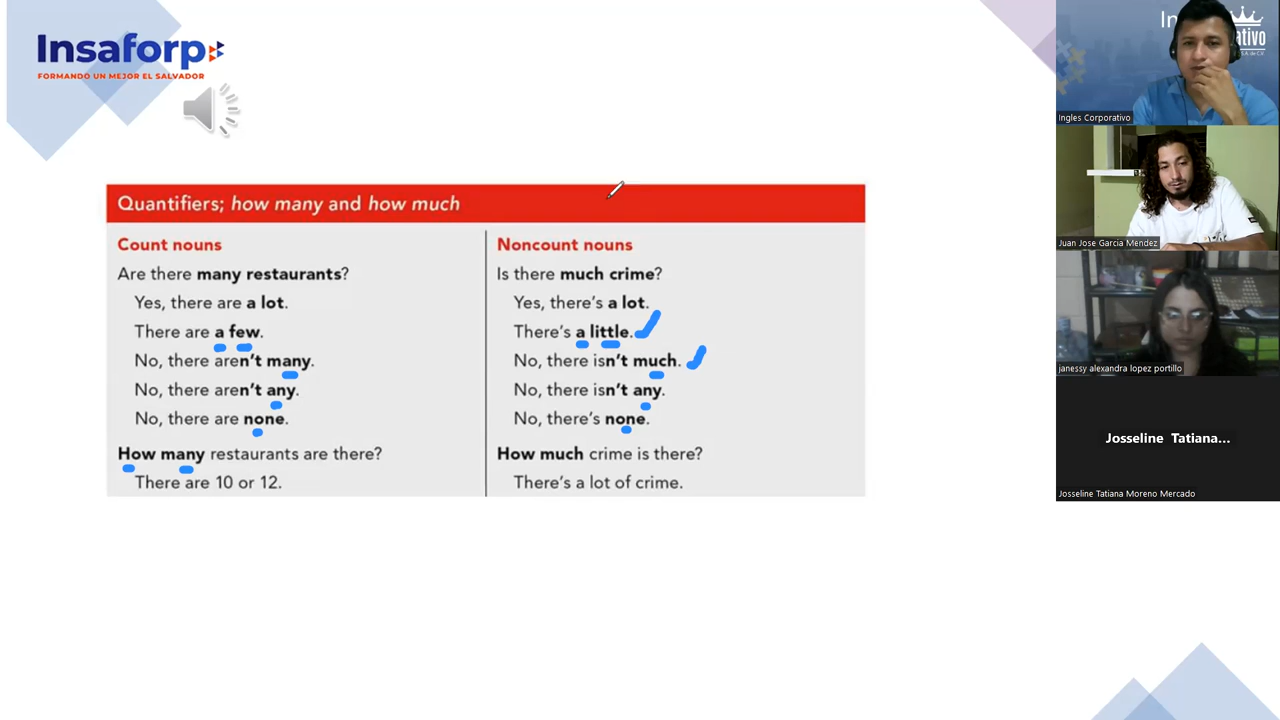 Insaforp
FORMANDO UN MEJOR EL SALVADOR
Quantifiers; how many and how much
Count nouns
Are there many restaurants?
Yes, there are a lot.
There are a few.
No, there aren't many.
No, there aren't any.
No, there are none.
How many restaurants are there?
There are 10 or 12.
Noncount nouns
Is there much crime?
Yes, there's a lot.
There's a little.
No, there isn't much.
No, there isn't any.
No, there's none.
How much crime is there?
There's a lot of crime.
In
ativo
S.A. de C.V.
Ingles Corporativo
Juan Jose Garcia Mendez
janessy alexandra lopez portillo
Josseline Tatiana...
Josseline Tatiana Moreno Mercado